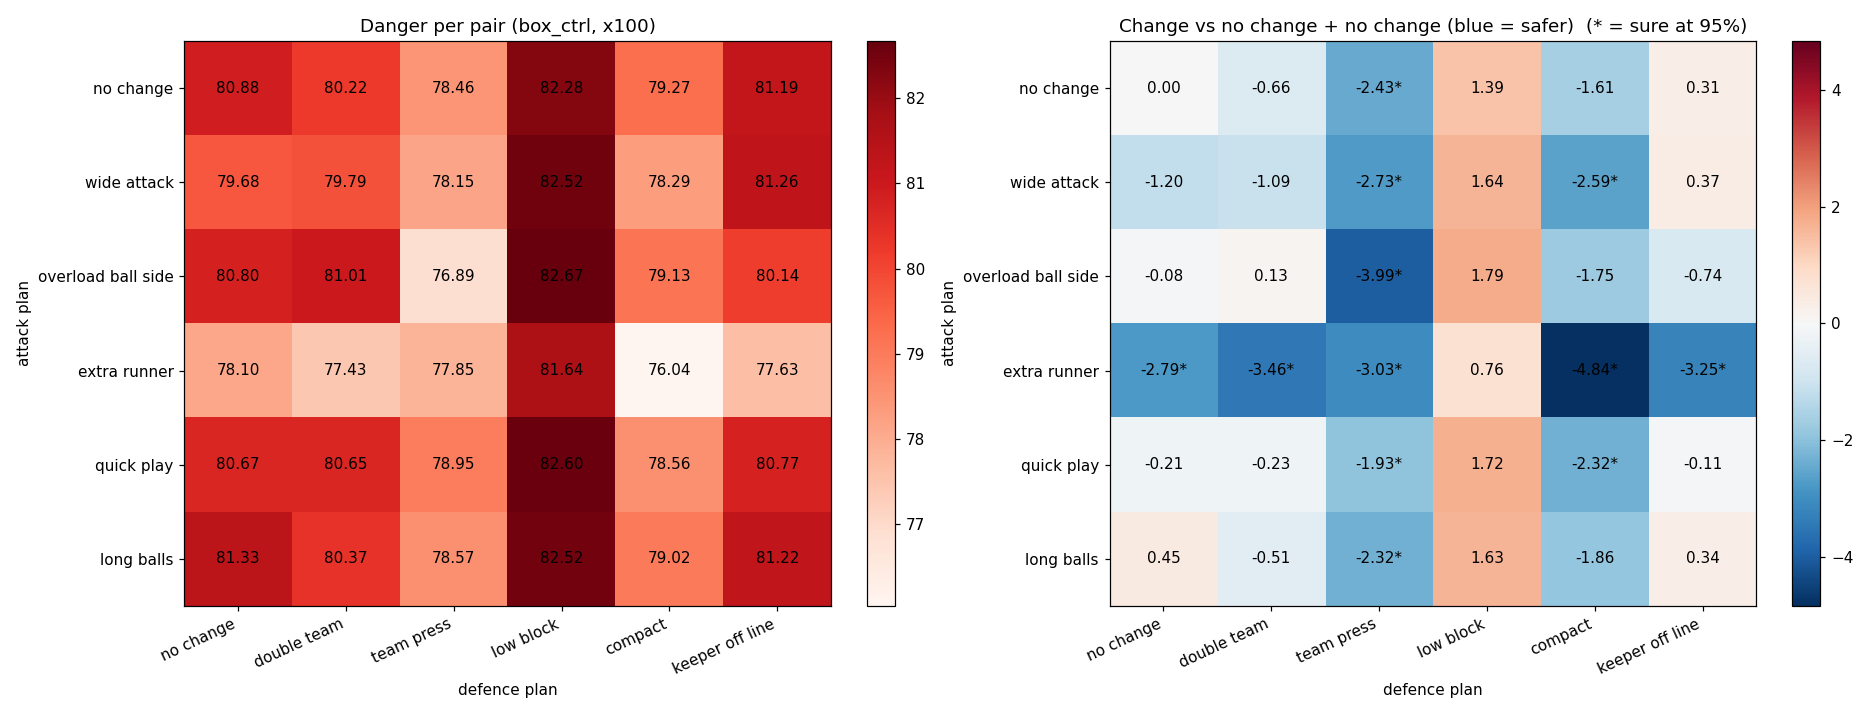 Danger per pair (box_ctrl, x100)
attack plan
no change 80.88 80.22 78.46 82.28 79.27 81.19
wide attack 79.68 79.79 78.15 82.52 78.29 81.26
overload ball side 80.80 81.01 76.89 82.67 79.13 80.14
extra runner 78.10 77.43 77.85 81.64 76.04 77.63
quick play 80.67 80.65 78.95 82.60 78.56 80.77
long balls 81.33 80.37 78.57 82.52 79.02 81.22
no change double team team press low block compact keeper off line
defence plan
82
81
80
79
78
77
Change vs no change + no change (blue = safer)  (* = sure at 95%)
attack plan
no change 0.00 -0.66 -2.43* 1.39 -1.61 0.31
wide attack -1.20 -1.09 -2.73* 1.64 -2.59* 0.37
overload ball side -0.08 0.13 -3.99* 1.79 -1.75 -0.74
extra runner -2.79* -3.46* -3.03* 0.76 -4.84* -3.25*
quick play -0.21 -0.23 -1.93* 1.72 -2.32* -0.11
long balls 0.45 -0.51 -2.32* 1.63 -1.86 0.34
no change double team team press low block compact keeper off line
defence plan
4
2
0
−2
−4